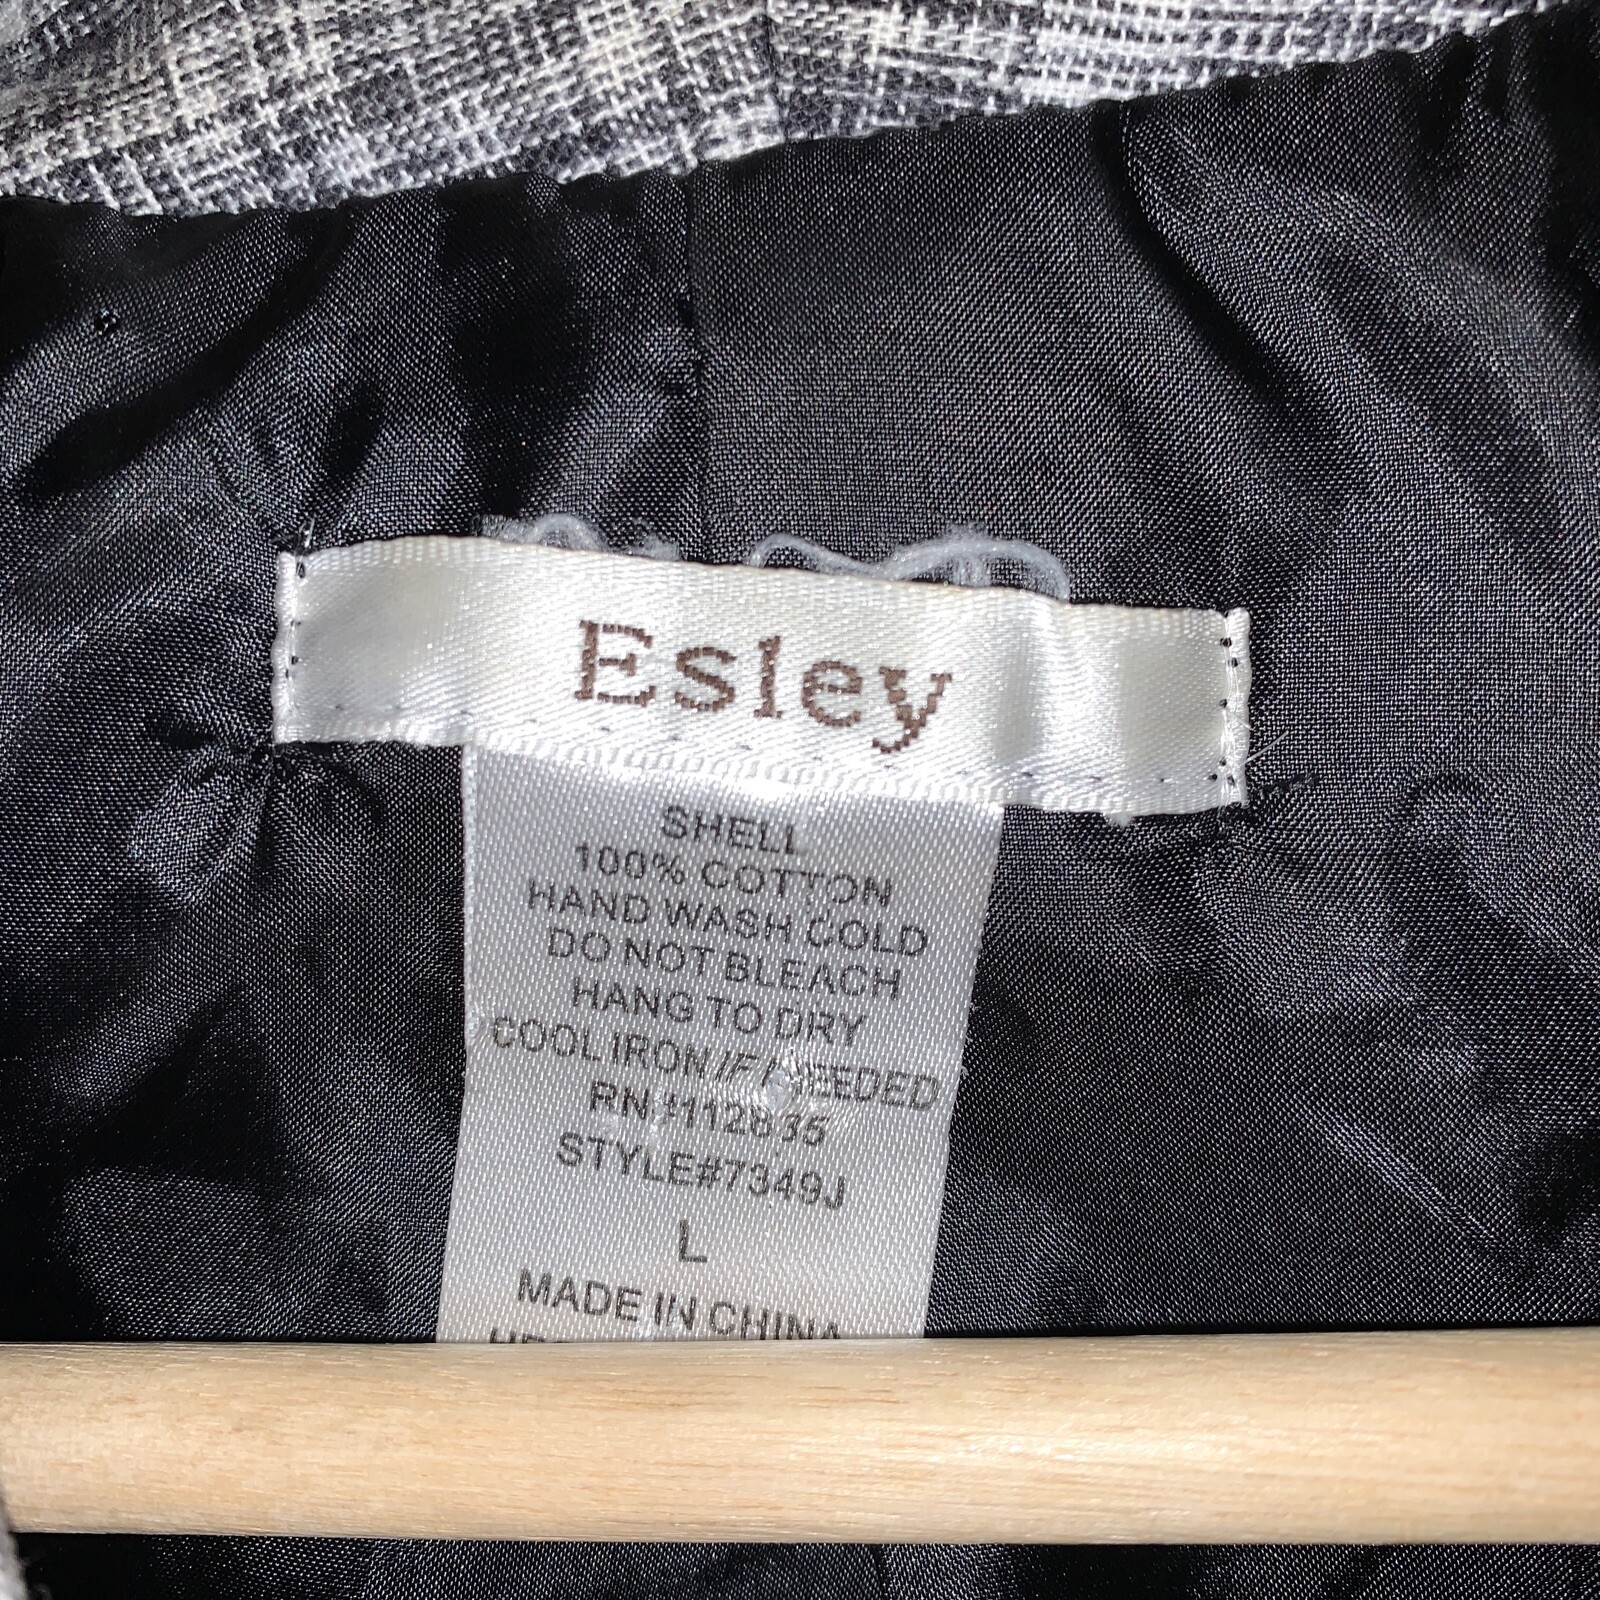 Esley
SHELL
100% COTTON
HAND WASH COLD
DO NOT BLEACH
HANG TO DRY
COOL IRON IF NEEDED
RN #112836
STYLE#7349J
L
MADE IN CHINA